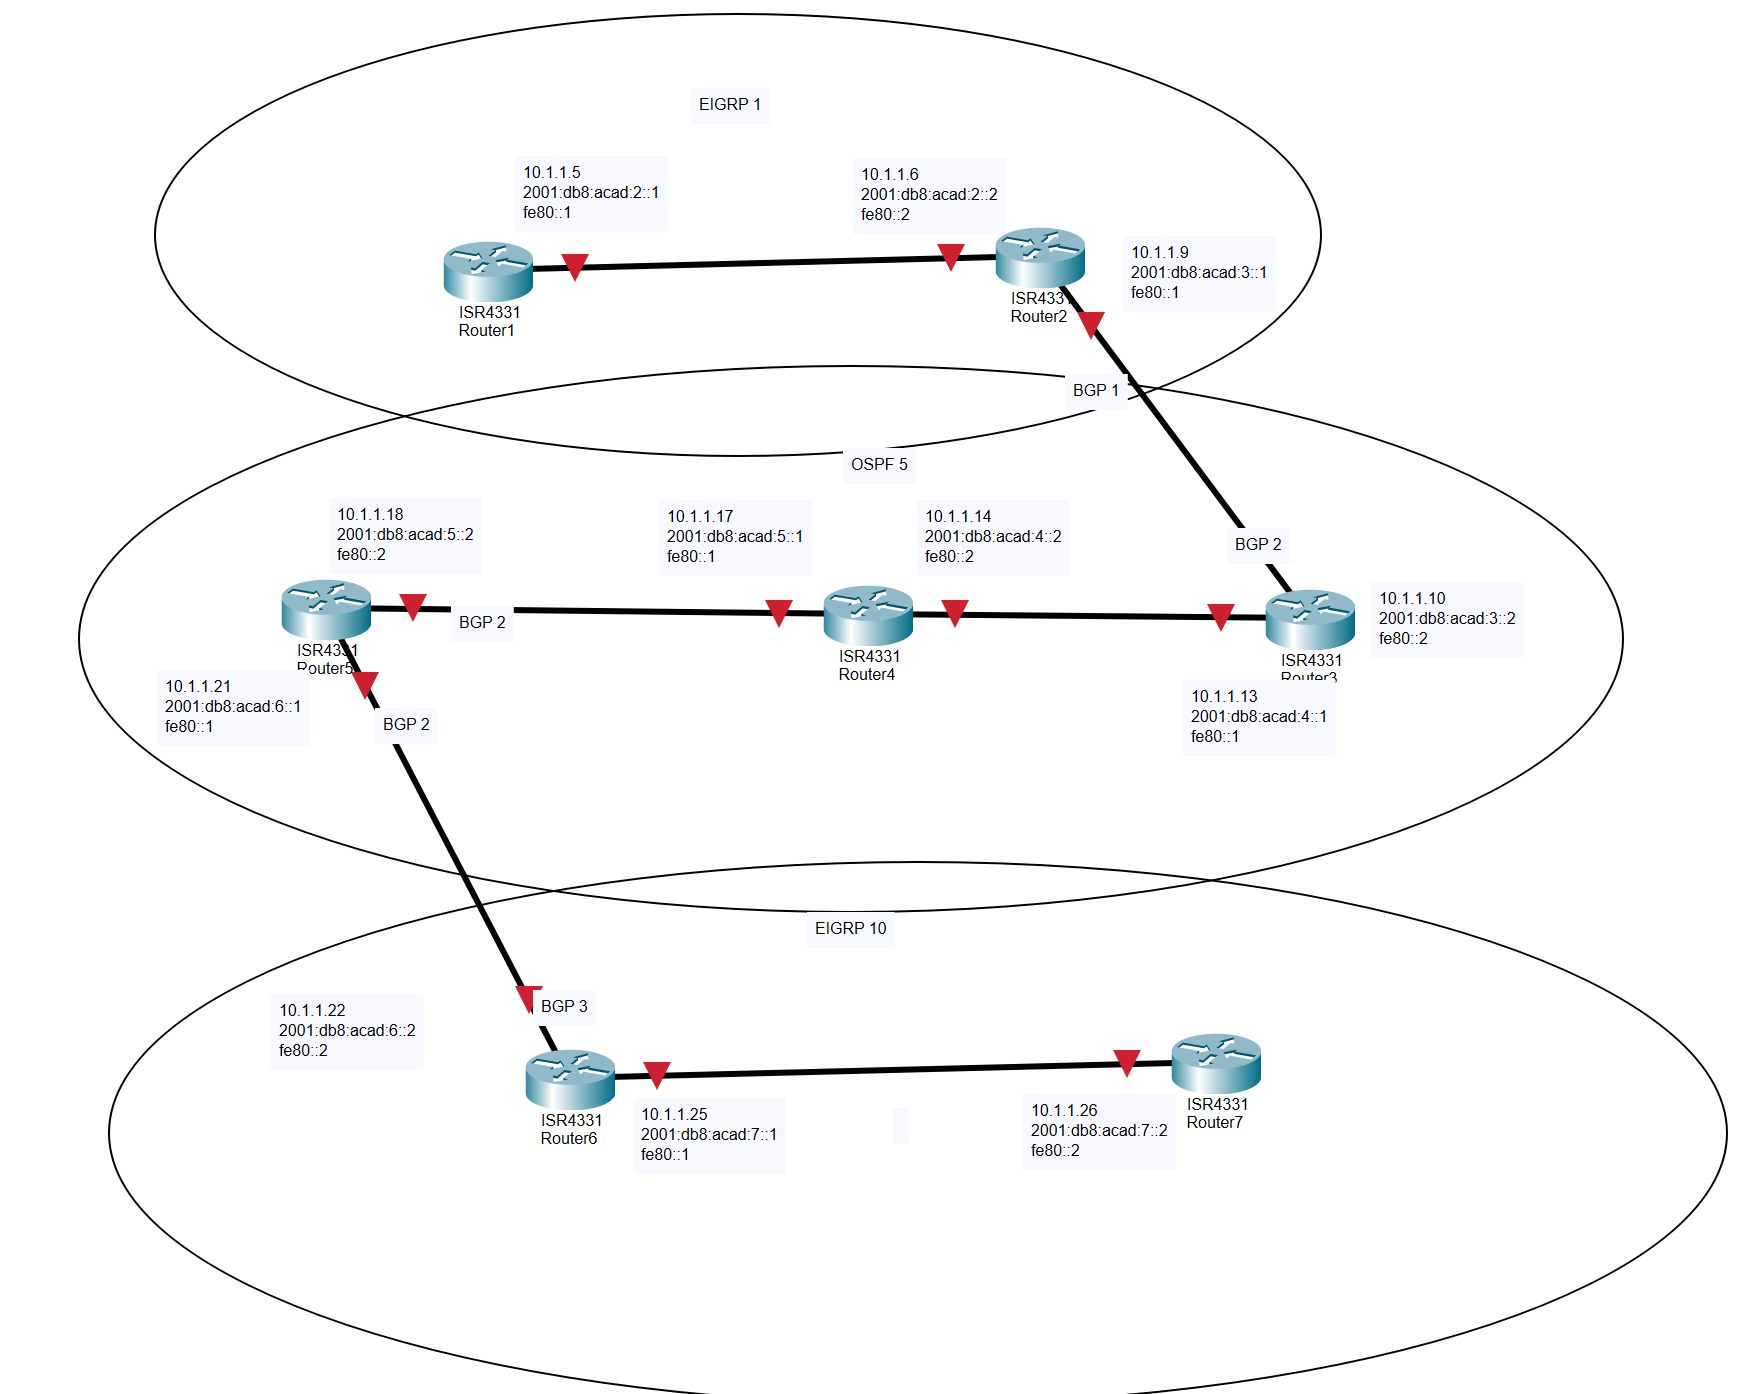 EIGRP 1
10.1.1.5
2001:db8:acad:2::1
fe80::1
10.1.1.6
2001:db8:acad:2::2
fe80::2
ISR4331
Router1
ISR4331
Router2
10.1.1.9
2001:db8:acad:3::1
fe80::1
BGP 1
OSPF 5
10.1.1.18
2001:db8:acad:5::2
fe80::2
10.1.1.17
2001:db8:acad:5::1
fe80::1
10.1.1.14
2001:db8:acad:4::2
fe80::2
BGP 2
BGP 2
ISR4331
Router5
ISR4331
Router4
ISR4331
Router3
10.1.1.10
2001:db8:acad:3::2
fe80::2
10.1.1.21
2001:db8:acad:6::1
fe80::1
BGP 2
10.1.1.13
2001:db8:acad:4::1
fe80::1
EIGRP 10
10.1.1.22
2001:db8:acad:6::2
fe80::2
BGP 3
ISR4331
Router6
10.1.1.25
2001:db8:acad:7::1
fe80::1
10.1.1.26
2001:db8:acad:7::2
fe80::2
ISR4331
Router7